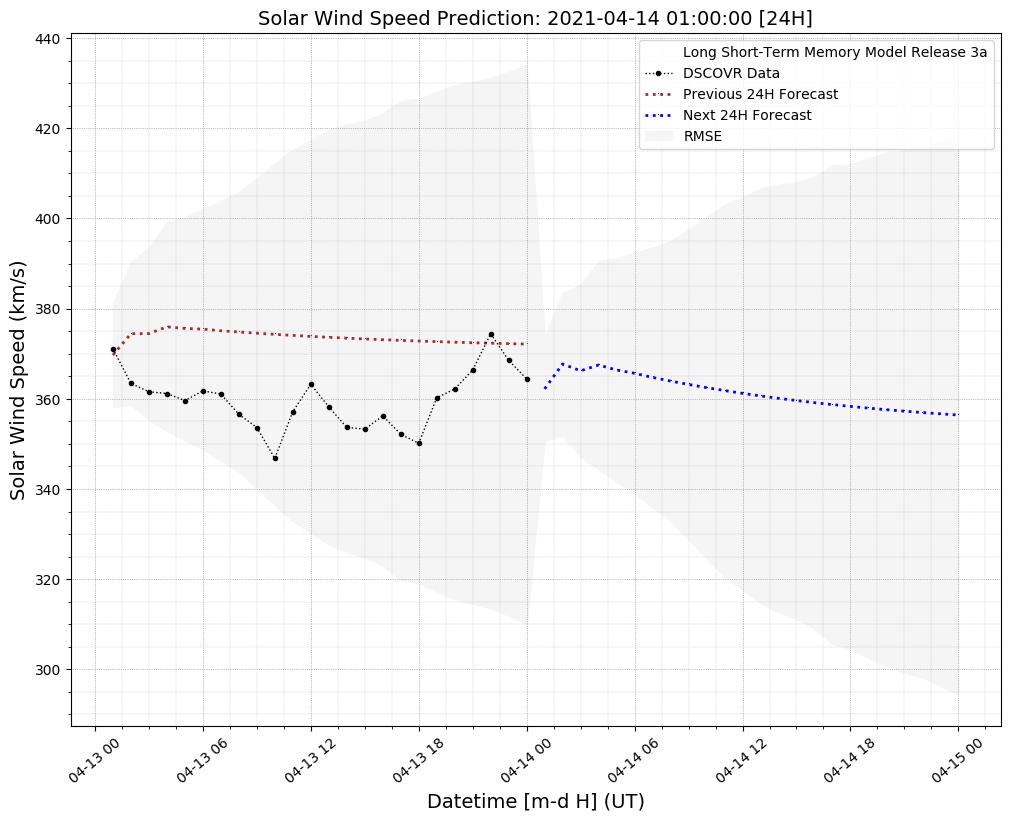 Solar Wind Speed Prediction: 2021-04-14 01:00:00 [24H]
Long Short-Term Memory Model Release 3a
DSCOVR Data
Previous 24H Forecast
Next 24H Forecast
RMSE
Solar Wind Speed (km/s)
440
420
400
380
360
340
320
300
04-13 00
04-13 06
04-13 12
04-13 18
04-14 00
04-14 06
04-14 12
04-14 18
04-15 00
Datetime [m-d H] (UT)